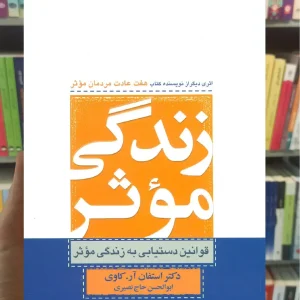 اثری دیگر از نویسنده کتاب هفت عادت مردمان مؤثر
زندگی
مؤثر
قوانین دستیابی به زندگی مؤثر
دکتر استفان آر. کاوی
ابوالحسن حاج نصیری